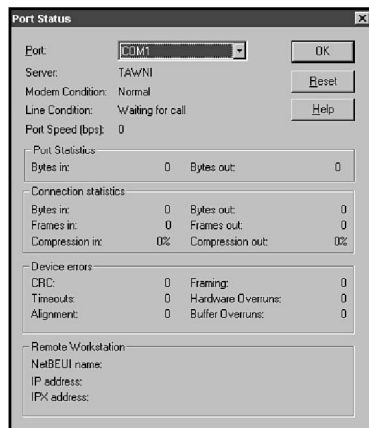 Port Status
Port: COM1 OK
Server: TAWNI Reset
Modem Condition: Normal
Line Condition: Waiting for call Help
Port Speed (bps): 0
Port Statistics
Bytes in: 0 Bytes out: 0
Connection statistics
Bytes in: 0 Bytes out: 0
Frames in: 0 Frames out: 0
Compression in: 0% Compression out: 0%
Device errors
CRC: 0 Framing: 0
Timeouts: 0 Hardware Overruns: 0
Alignment: 0 Buffer Overruns: 0
Remote Workstation
NetBEUI name:
IP address:
IPX address: